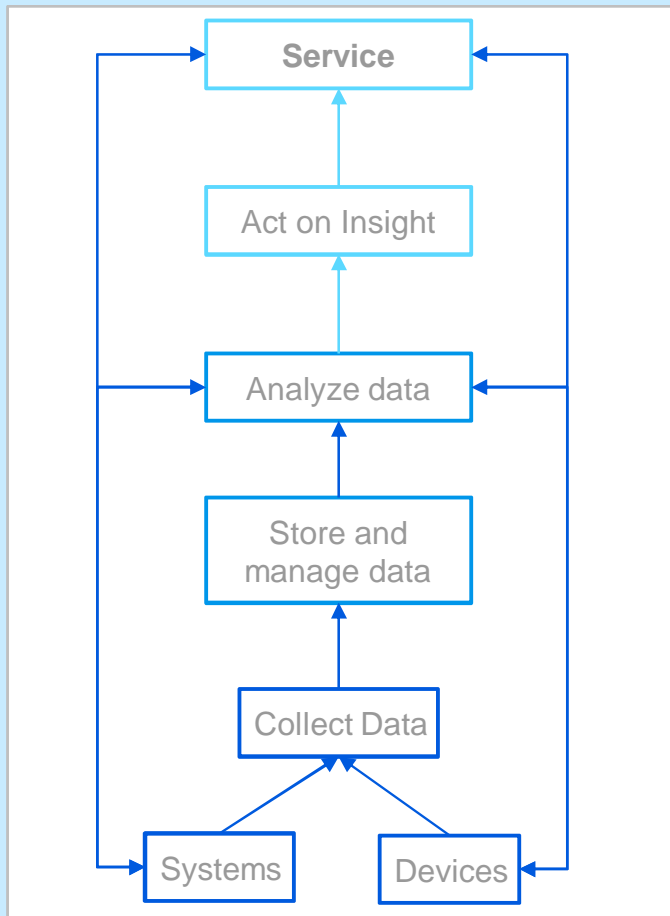 Service
Act on Insight
Analyze data
Store and
manage data
Collect Data
Systems
Devices